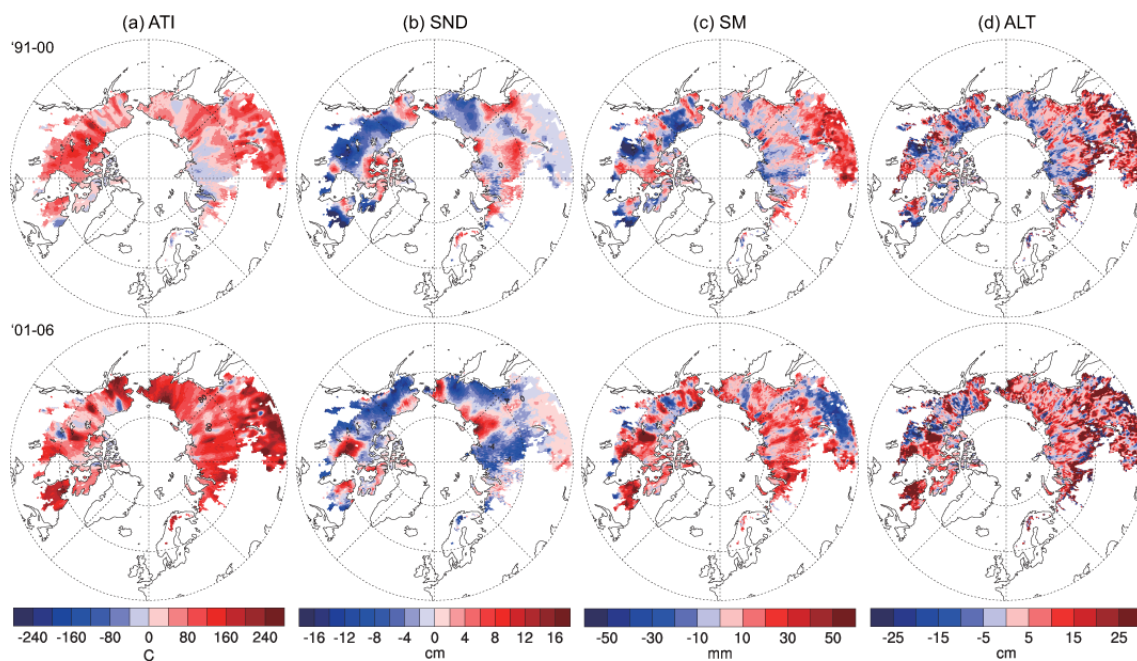 (a) ATI (b) SND (c) SM (d) ALT
'91-00
'01-06
-240 -160 -80 0 80 160 240
C
-16 -12 -8 -4 0 4 8 12 16
cm
-50 -30 -10 10 30 50
mm
-25 -15 -5 5 15 25
cm